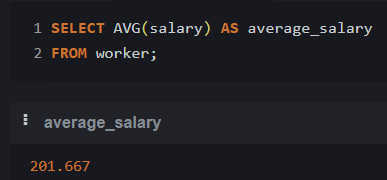 1 SELECT AVG(salary) AS average_salary
2 FROM worker;
average_salary
201.667